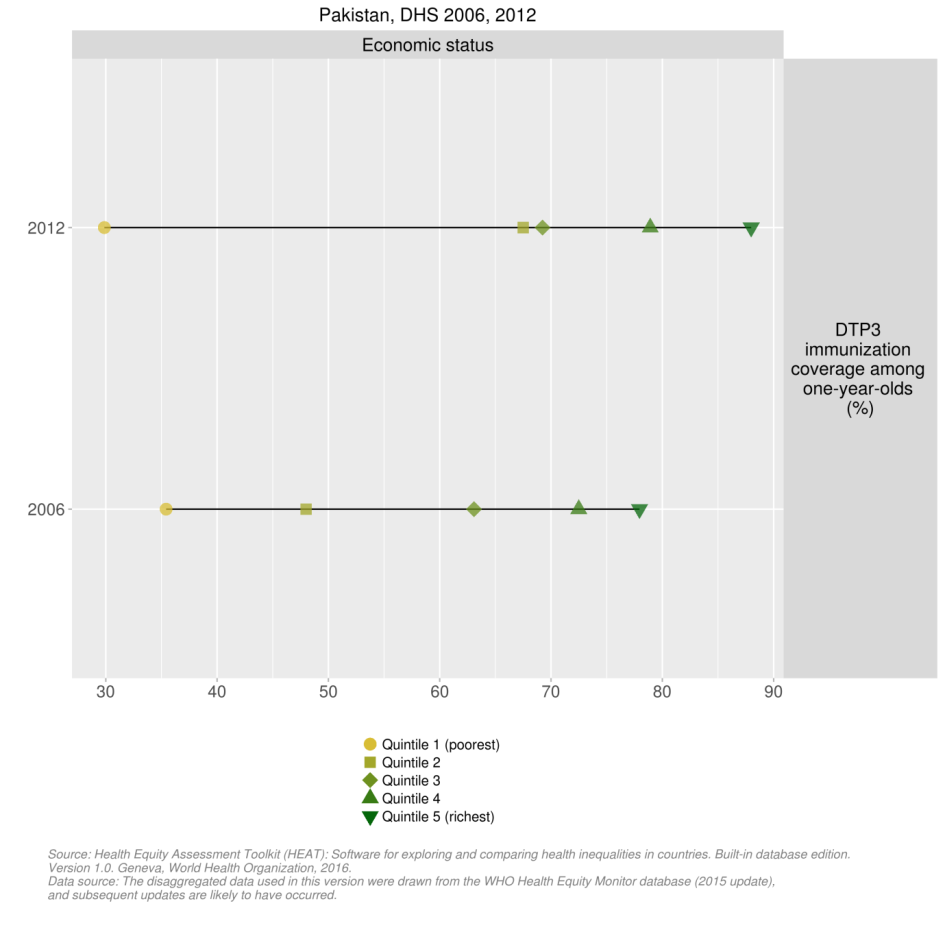 Pakistan, DHS 2006, 2012
Economic status
2012
2006
DTP3
immunization
coverage among
one-year-olds
(%)
30 40 50 60 70 80 90
Quintile 1 (poorest)
Quintile 2
Quintile 3
Quintile 4
Quintile 5 (richest)
Source: Health Equity Assessment Toolkit (HEAT): Software for exploring and comparing health inequalities in countries. Built-in database edition.
Version 1.0. Geneva, World Health Organization, 2016.
Data source: The disaggregated data used in this version were drawn from the WHO Health Equity Monitor database (2015 update),
and subsequent updates are likely to have occurred.